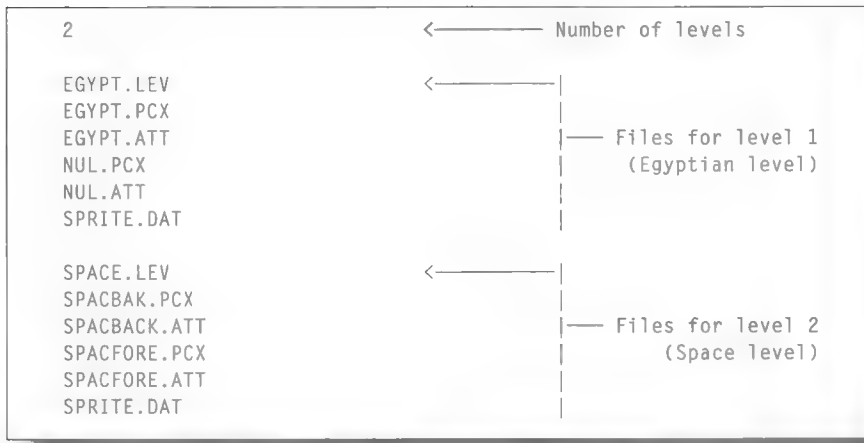 2 <———— Number of levels
EGYPT.LEV <————|
EGYPT.PCX |
EGYPT.ATT |—— Files for level 1
NUL.PCX | (Egyptian level)
NUL.ATT |
SPRITE.DAT |
SPACE.LEV <————|
SPACBAK.PCX |
SPACBACK.ATT |—— Files for level 2
SPACFORE.PCX | (Space level)
SPACFORE.ATT |
SPRITE.DAT |